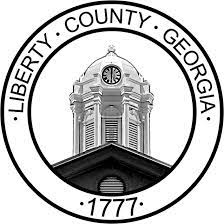 · LIBERTY · COUNTY · GEORGIA ·
· 1777 ·